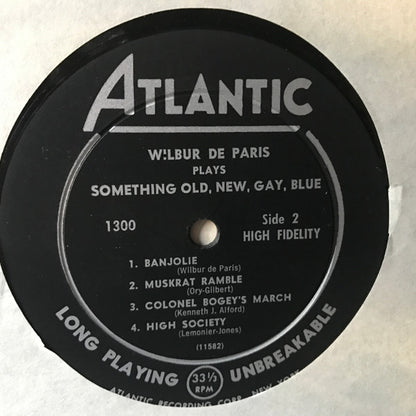 ATLANTIC
WILBUR DE PARIS
PLAYS
SOMETHING OLD, NEW, GAY, BLUE
1300
Side 2
HIGH FIDELITY
1. BANJOLIE
(Wilbur de Paris)
2. MUSKRAT RAMBLE
(Ory-Gilbert)
3. COLONEL BOGEY'S MARCH
(Kenneth J. Alford)
4. HIGH SOCIETY
(Lemonier-Jones)
(11582)
LONG PLAYING 33⅓ RPM UNBREAKABLE
ATLANTIC RECORDING CORP. NEW YORK